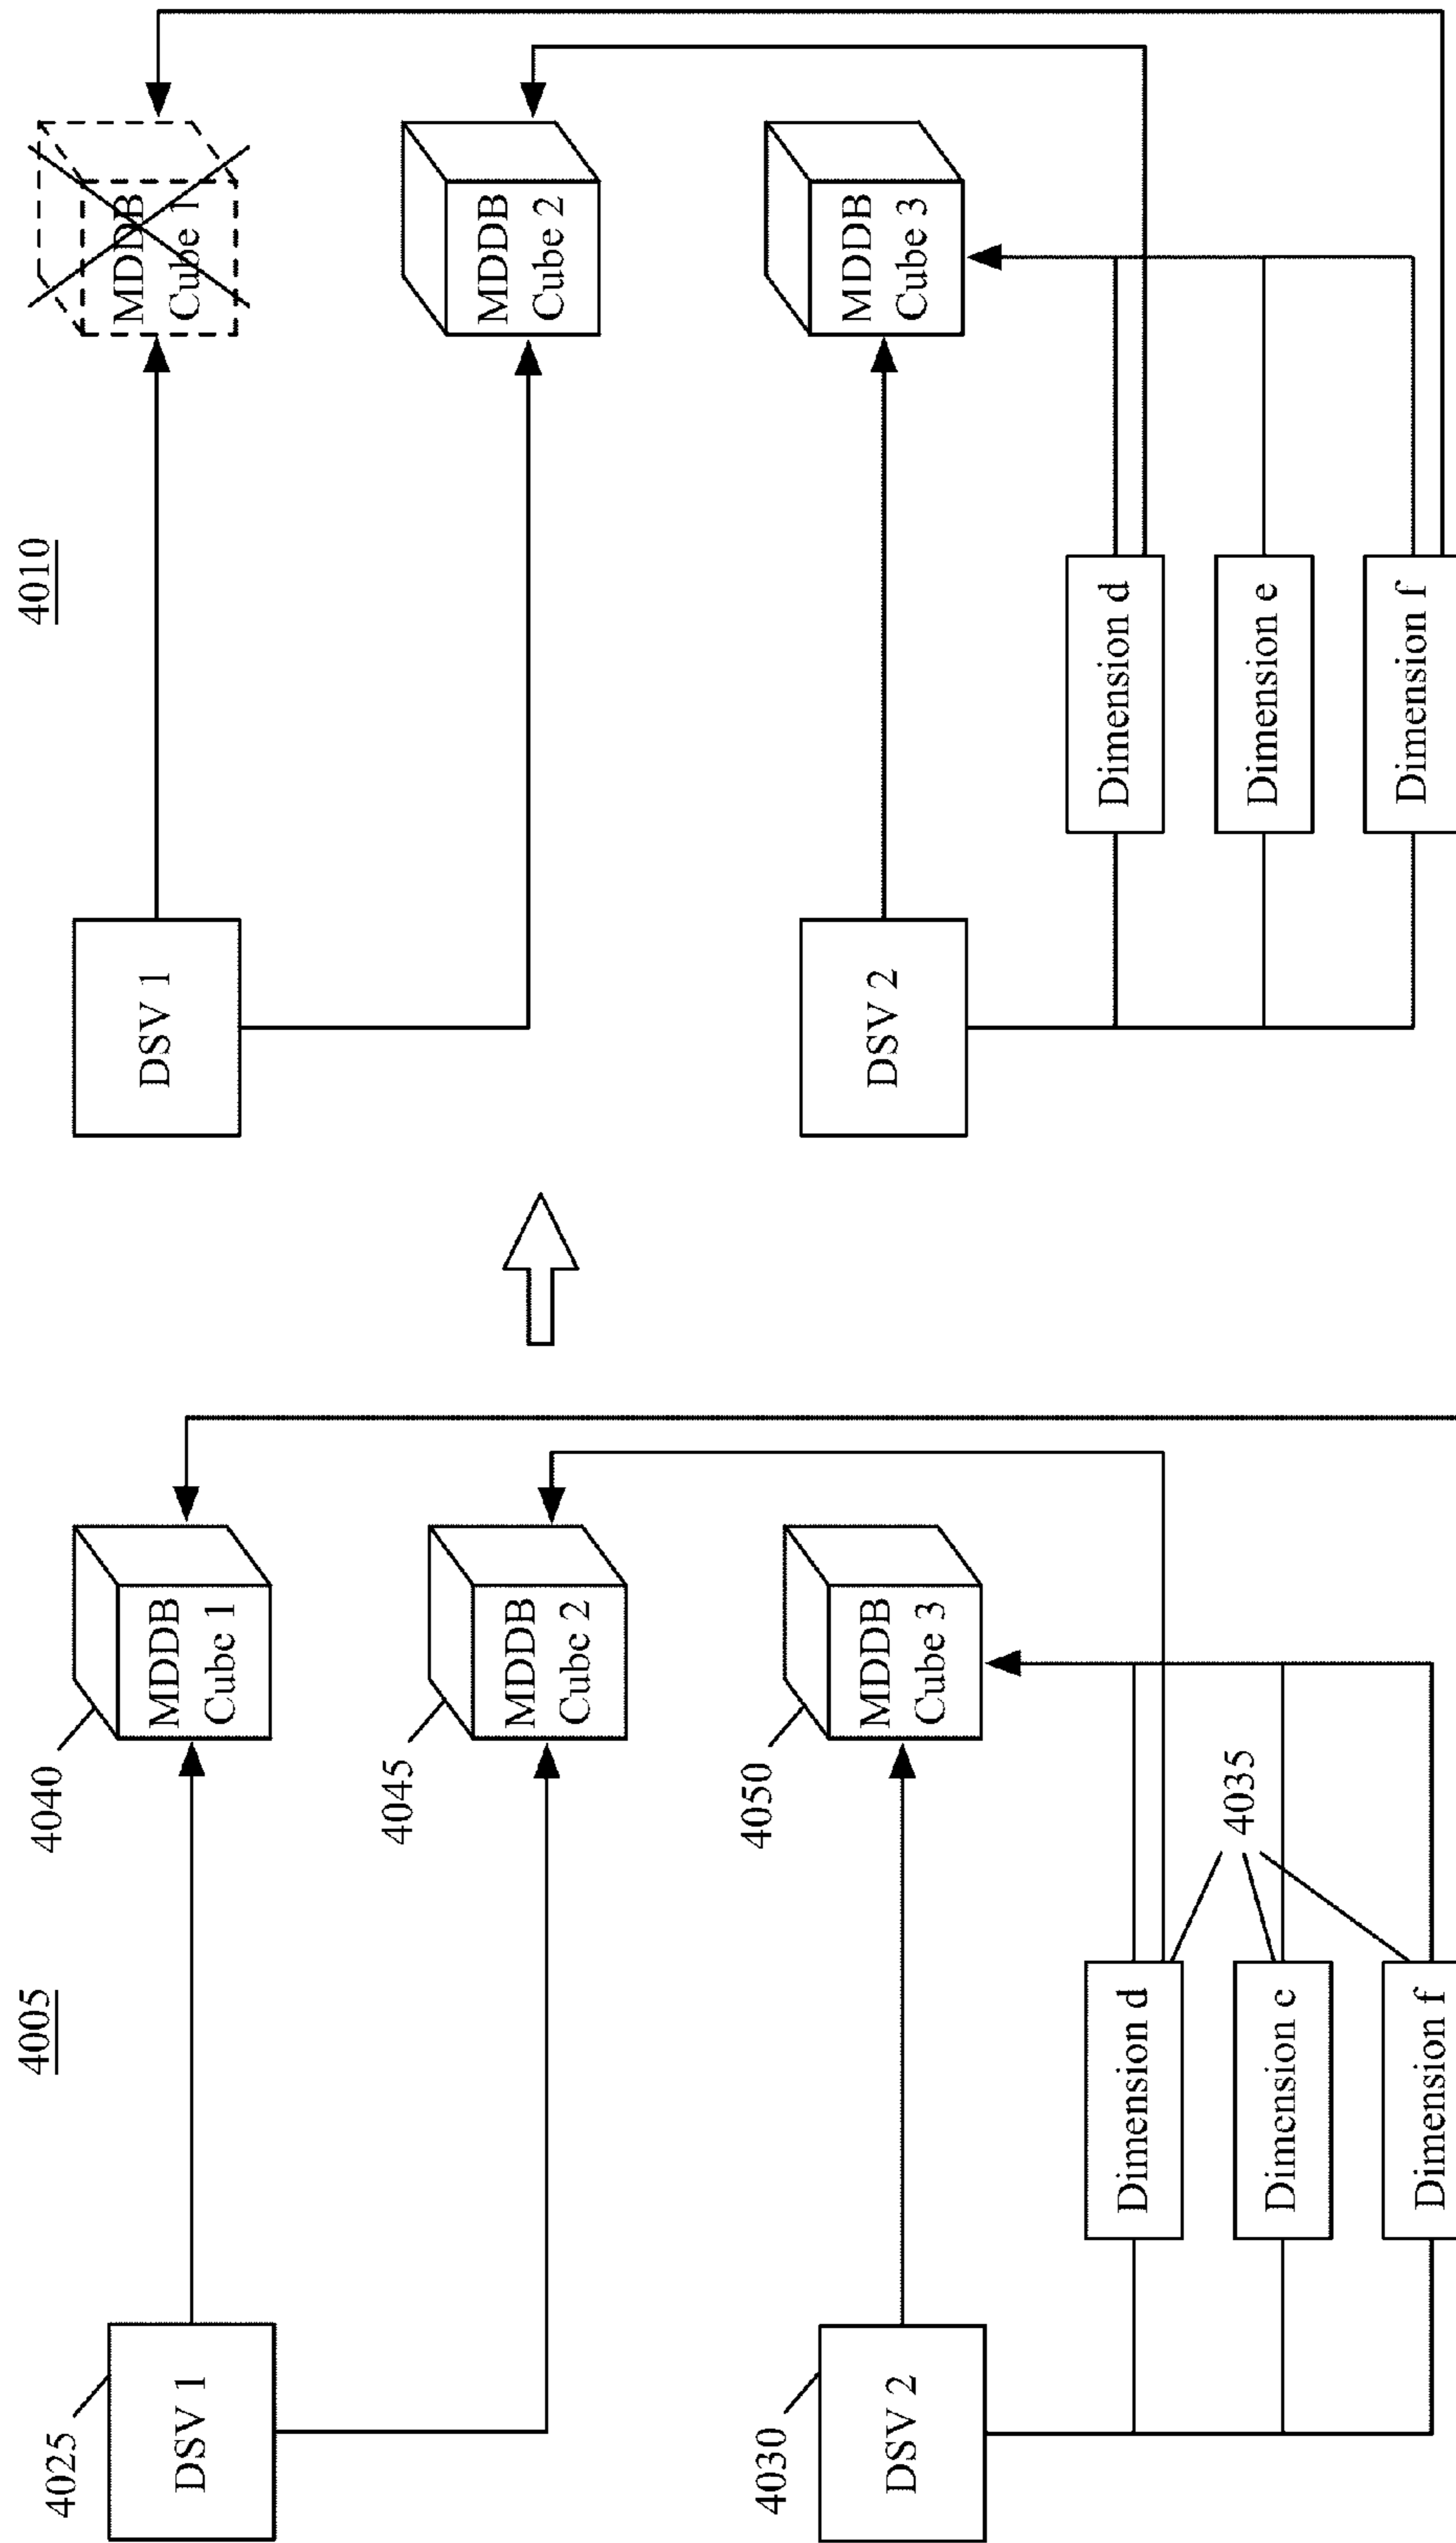 4005
4025
DSV 1
4040
MDDB
Cube 1
4045
MDDB
Cube 2
4030
DSV 2
4050
MDDB
Cube 3
4035
Dimension d
Dimension e
Dimension f
4010
DSV 1
MDDB
Cube 1
MDDB
Cube 2
DSV 2
MDDB
Cube 3
Dimension d
Dimension e
Dimension f